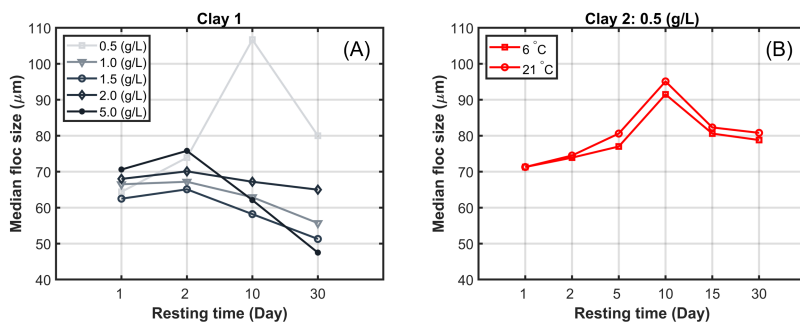 Clay 1
110
100
90
80
70
60
50
40
Median floc size (μm)
0.5 (g/L)
1.0 (g/L)
1.5 (g/L)
2.0 (g/L)
5.0 (g/L)
(A)
1 2 10 30
Resting time (Day)
Clay 2: 0.5 (g/L)
110
100
90
80
70
60
50
40
Median floc size (μm)
6 °C
21 °C
(B)
1 2 5 10 15 30
Resting time (Day)